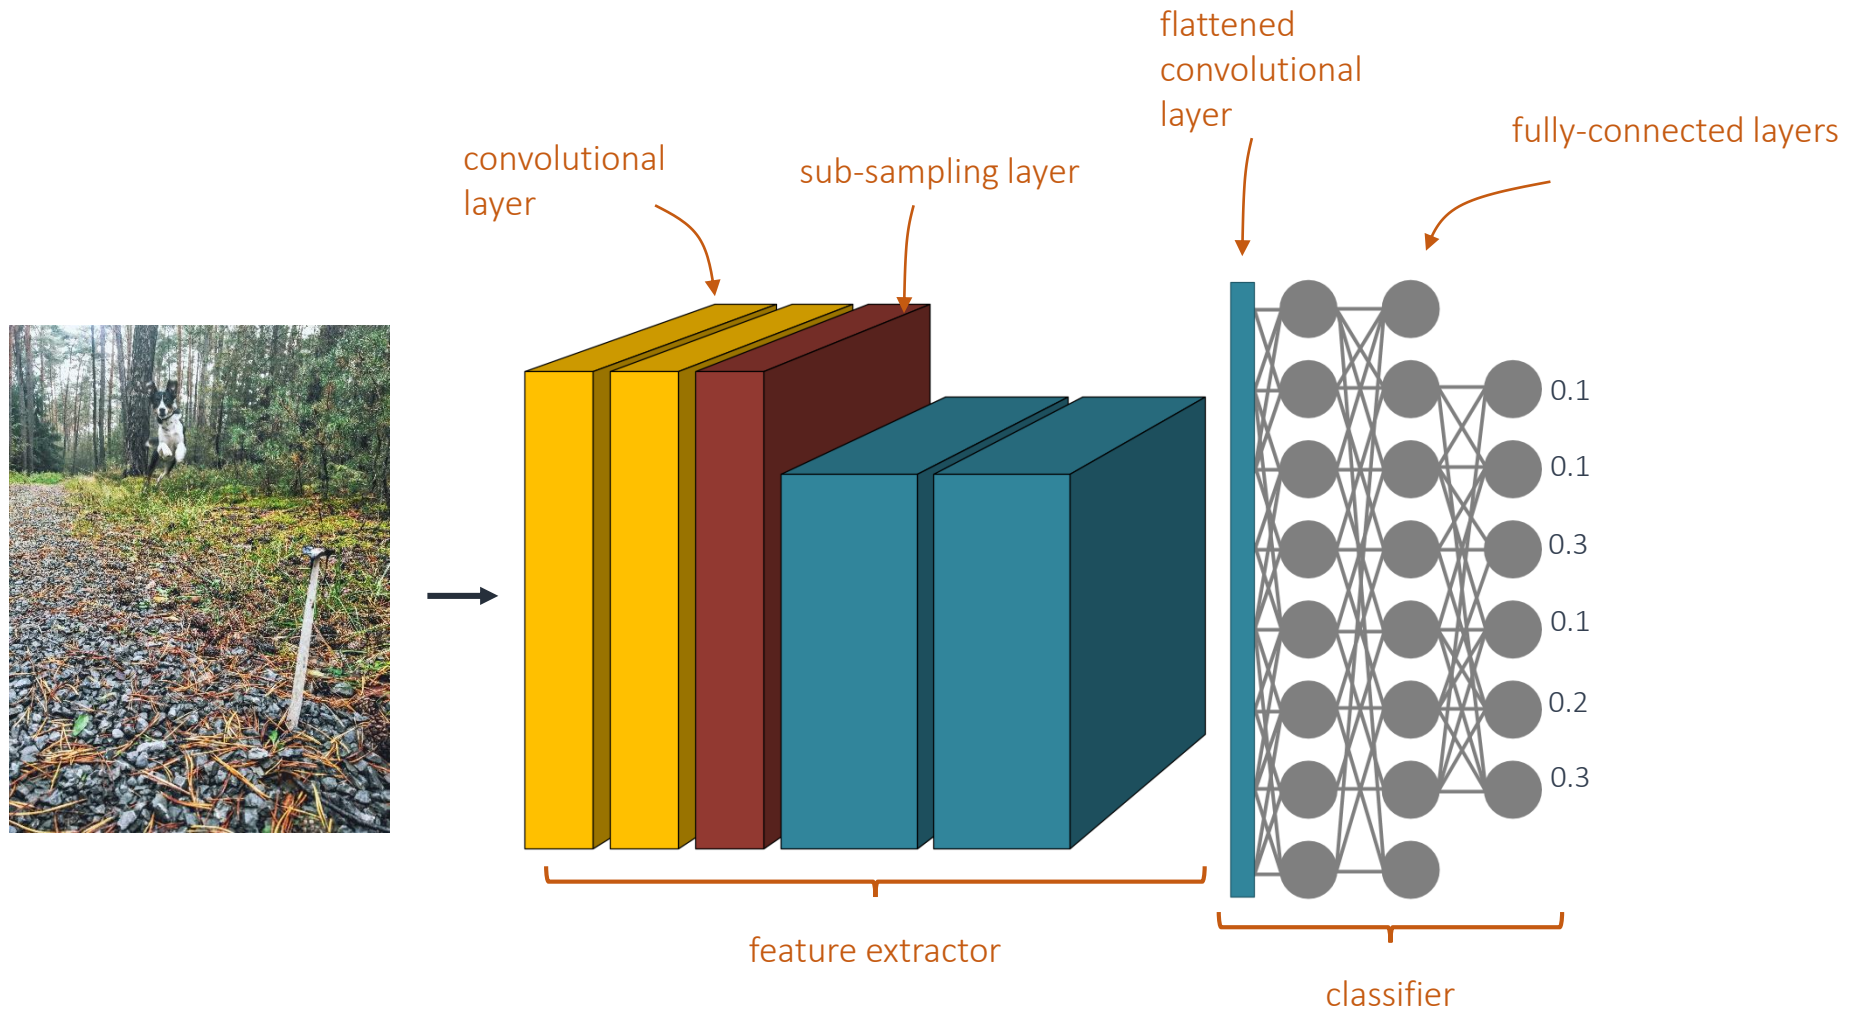 flattened
convolutional
layer
fully-connected layers
convolutional
layer
sub-sampling layer
0.1
0.1
0.3
0.1
0.2
0.3
feature extractor
classifier